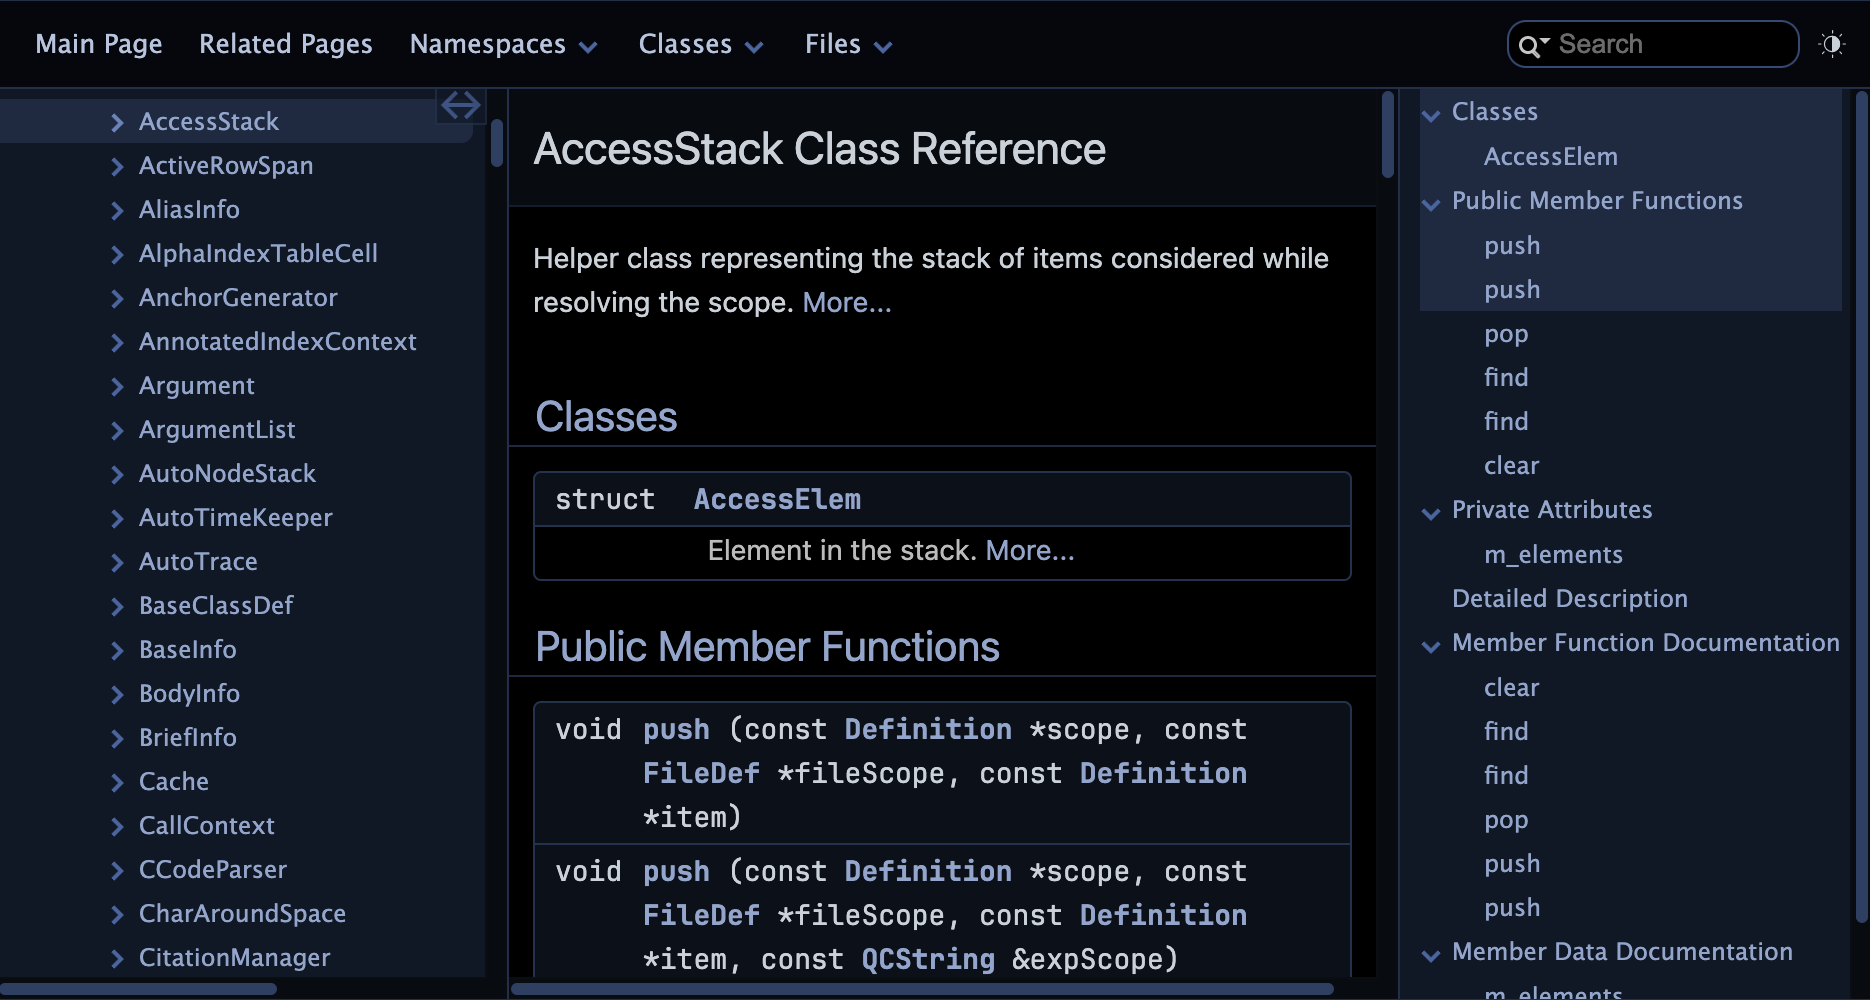 Main Page Related Pages Namespaces Classes Files Search
AccessStack
ActiveRowSpan
AliasInfo
AlphaIndexTableCell
AnchorGenerator
AnnotatedIndexContext
Argument
ArgumentList
AutoNodeStack
AutoTimeKeeper
AutoTrace
BaseClassDef
BaseInfo
BodyInfo
BriefInfo
Cache
CallContext
CCodeParser
CharAroundSpace
CitationManager
AccessStack Class Reference
Helper class representing the stack of items considered while
resolving the scope. More...
Classes
struct AccessElem
Element in the stack. More...
Public Member Functions
void push (const Definition *scope, const
FileDef *fileScope, const Definition
*item)
void push (const Definition *scope, const
FileDef *fileScope, const Definition
*item, const QCString &expScope)
Classes
AccessElem
Public Member Functions
push
push
pop
find
find
clear
Private Attributes
m_elements
Detailed Description
Member Function Documentation
clear
find
find
pop
push
push
Member Data Documentation
m_elements